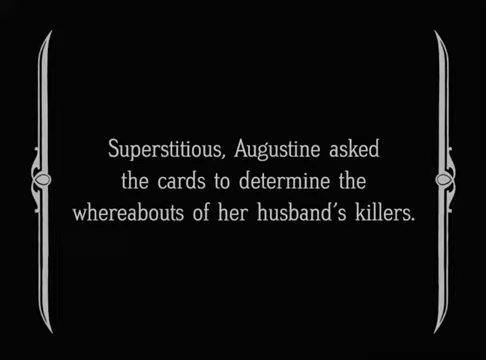 Superstitious, Augustine asked
the cards to determine the
whereabouts of her husband's killers.